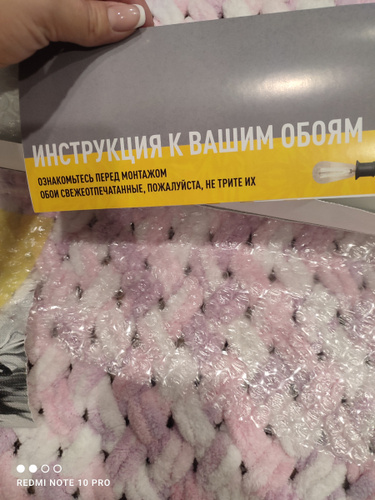 ИНСТРУКЦИЯ К ВАШИМ ОБОЯМ
ОЗНАКОМЬТЕСЬ ПЕРЕД МОНТАЖОМ
ОБОИ СВЕЖЕОТПЕЧАТАННЫЕ, ПОЖАЛУЙСТА, НЕ ТРИТЕ ИХ
REDMI NOTE 10 PRO